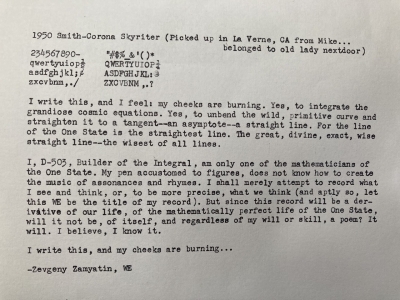 1950 Smith-Corona Skyriter (Picked up in La Verne, CA from Mike...
belonged to old lady nextdoor)
234567890- "#$%_&'()*
qwertyuiop½ QWERTYUIOP¼
asdfghjkl;¢ ASDFGHJKL:@
zxcvbnm,./ ZXCVBNM,.?
I write this, and I feel: my cheeks are burning. Yes, to integrate the
grandiose cosmic equations. Yes, to unbend the wild, primitive curve and
straighten it to a tangent--an asymptote--a straight line. For the line
of the One State is the straightest line. The great, divine, exact, wise
straight line--the wisest of all lines.
I, D-503, Builder of the Integral, am only one of the mathematicians of
the One State. My pen accustomed to figures, does not know how to create
the music of assonances and rhymes. I shall merely attempt to record what
I see and think, or, to be more precise, what we think (and aptly so, let
this WE be the title of my record). But since this record will be a der-
ivative of our life, of the mathematically perfect life of the One State,
will it not be, of itself, and regardless of my will or skill, a poem? It
will. I believe, I know it.
I write this, and my cheeks are burning...
-Zevgeny Zamyatin, WE